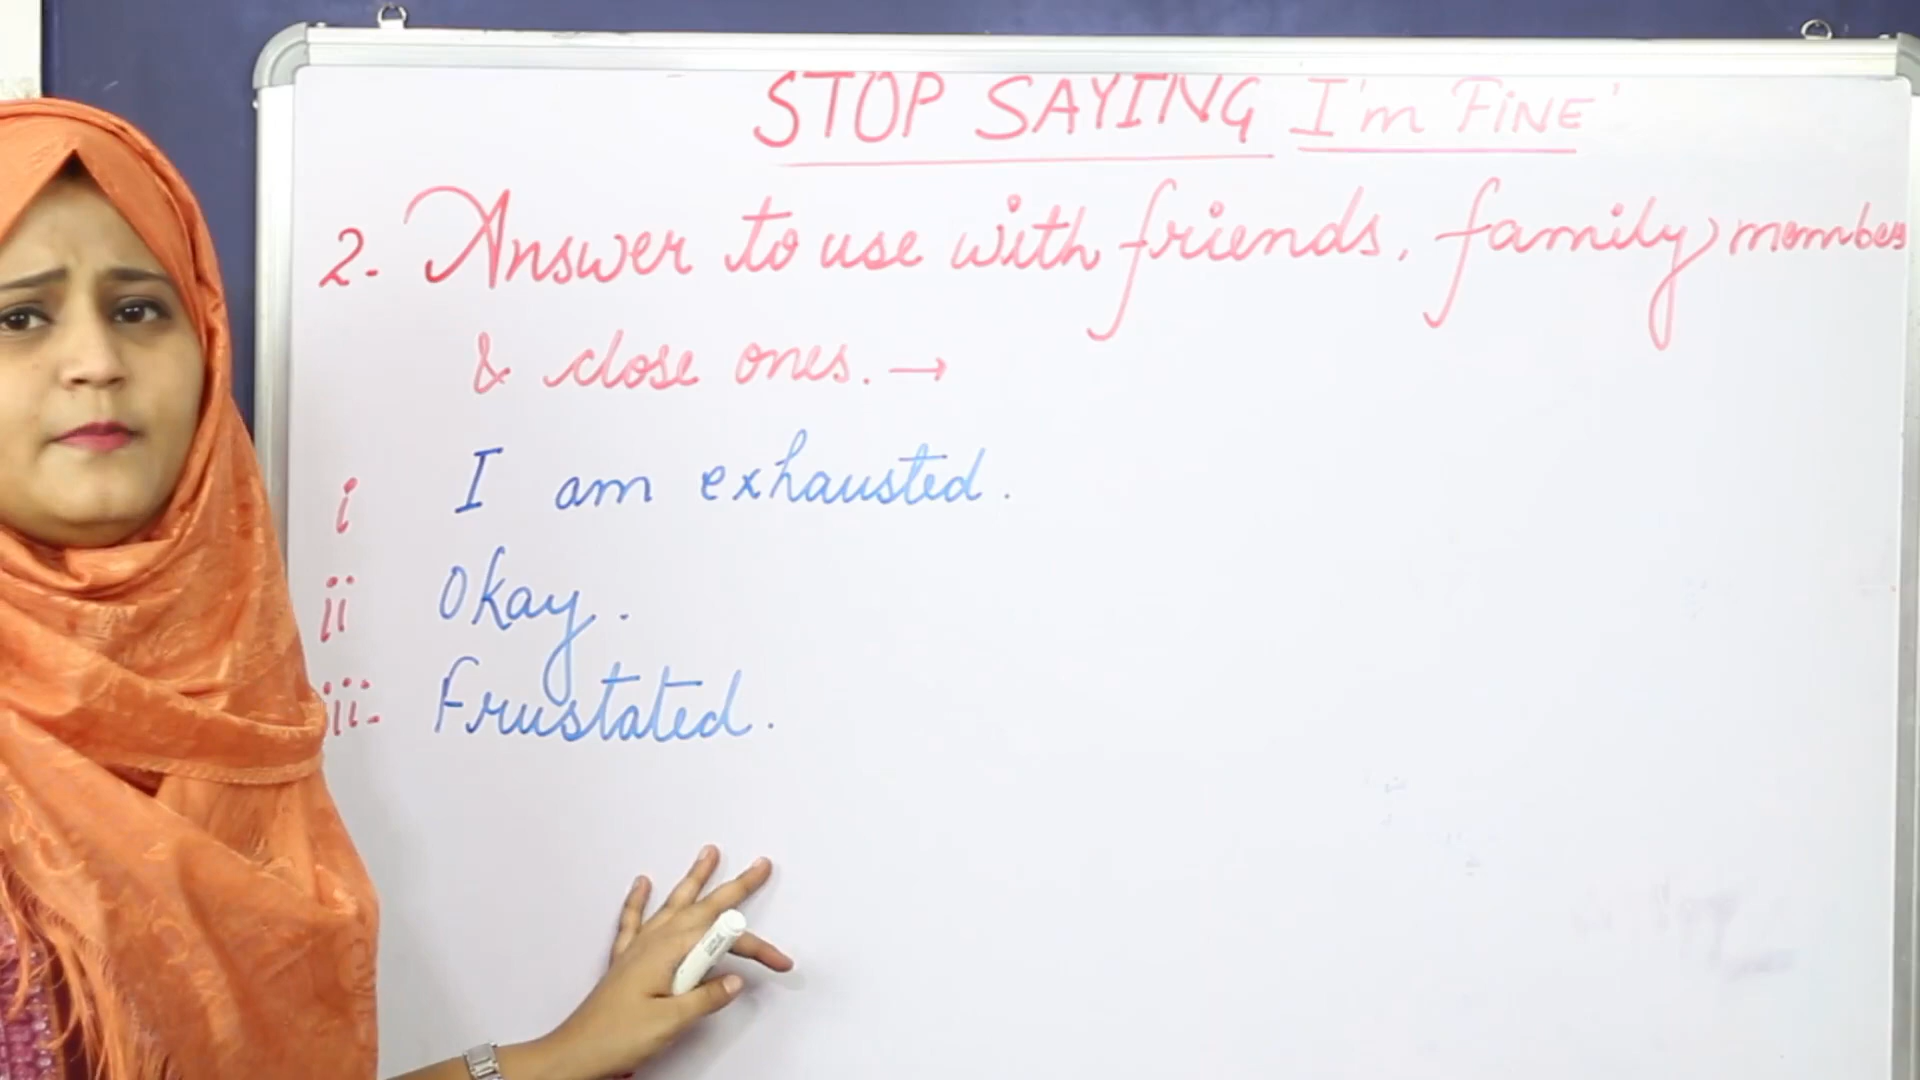 STOP SAYING I'm 'FINE'
2. Answer to use with friends, family members
& close ones. →
i I am exhausted.
ii Okay.
iii- Frustated.